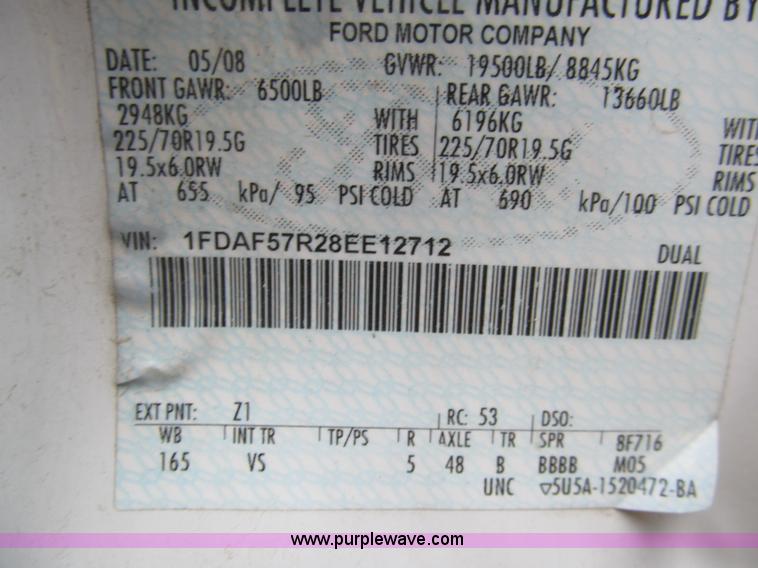 INCOMPLETE VEHICLE MANUFACTURED BY
FORD MOTOR COMPANY
DATE: 05/08 GVWR: 19500LB/ 8845KG
FRONT GAWR: 6500LB REAR GAWR: 13660LB
2948KG WITH 6196KG WITH
225/70R19.5G TIRES 225/70R19.5G TIRES
19.5x6.0RW RIMS 19.5x6.0RW RIMS
AT 655 kPa/ 95 PSI COLD AT 690 kPa/100 PSI COLD
VIN: 1FDAF57R28EE12712 DUAL
EXT PNT: Z1 RC: 53 DSO:
WB INT TR TP/PS R AXLE TR SPR 8F716
165 VS 5 48 B BBBB M05
UNC ▽5U5A-1520472-BA
www.purplewave.com